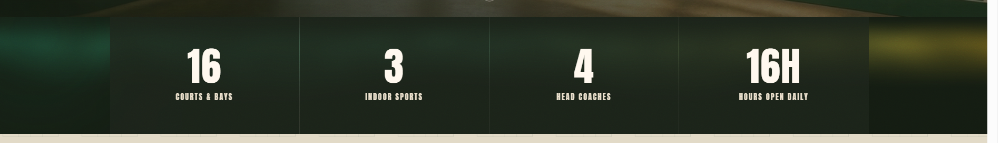 16
COURTS & BAYS
3
INDOOR SPORTS
4
HEAD COACHES
16H
HOURS OPEN DAILY